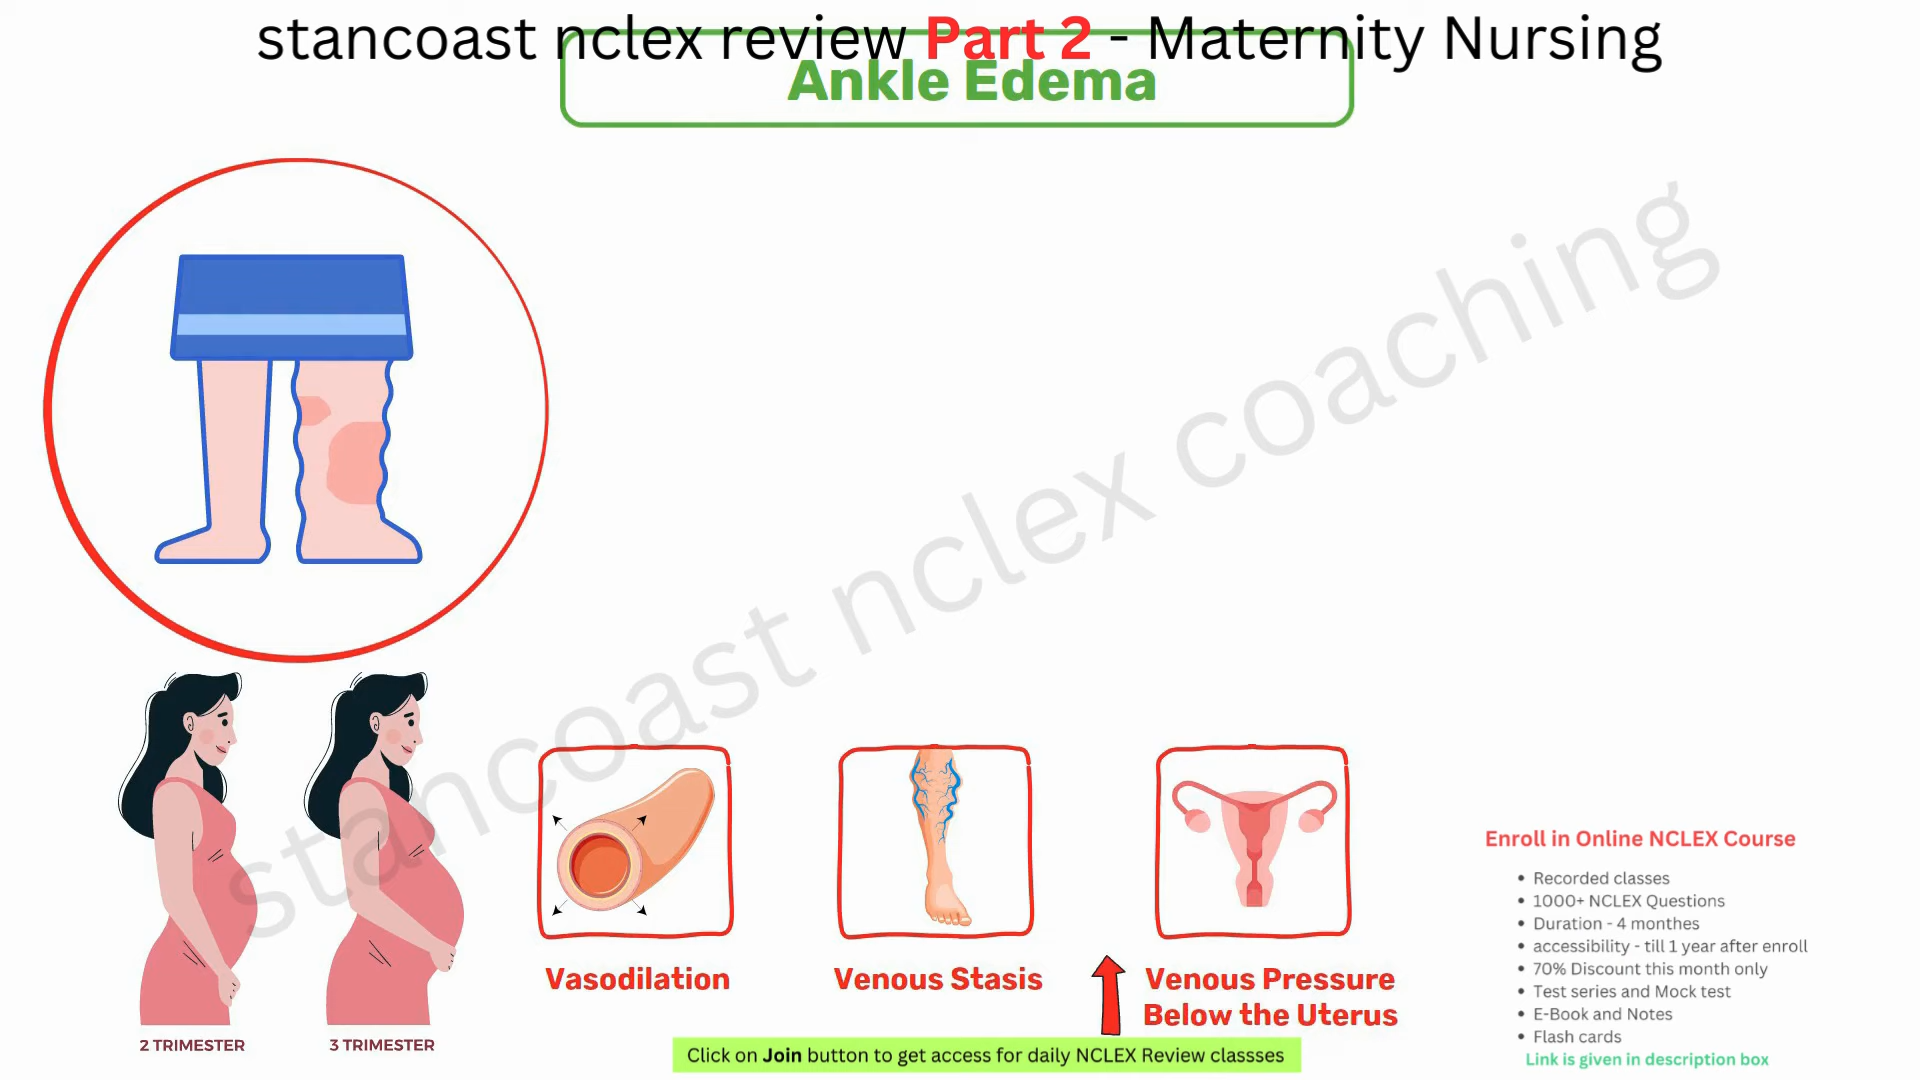 stancoast nclex review Part 2 - Maternity Nursing
Ankle Edema
stancoast nclex coaching
2 TRIMESTER
3 TRIMESTER
Vasodilation
Venous Stasis
Venous Pressure
Below the Uterus
Click on Join button to get access for daily NCLEX Review classses
Enroll in Online NCLEX Course
• Recorded classes
• 1000+ NCLEX Questions
• Duration - 4 monthes
• accessibility - till 1 year after enroll
• 70% Discount this month only
• Test series and Mock test
• E-Book and Notes
• Flash cards
Link is given in description box